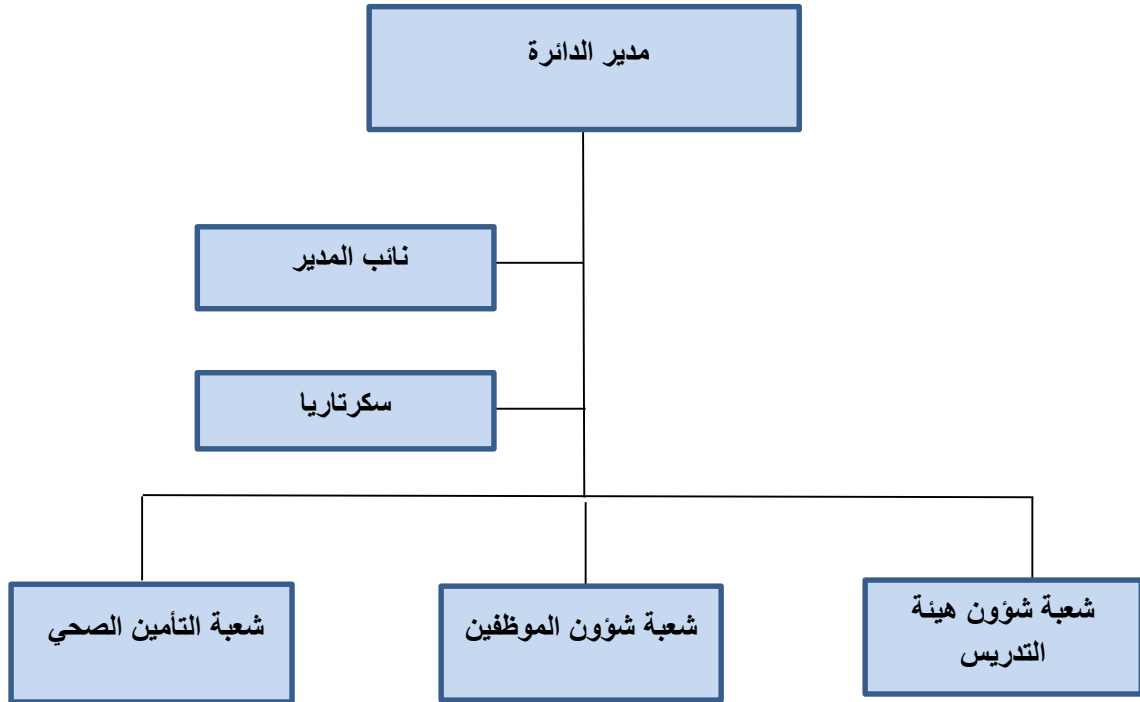 مدير الدائرة
نائب المدير
سكرتاريا
شعبة شؤون هيئة
التدريس
شعبة شؤون الموظفين
شعبة التأمين الصحي